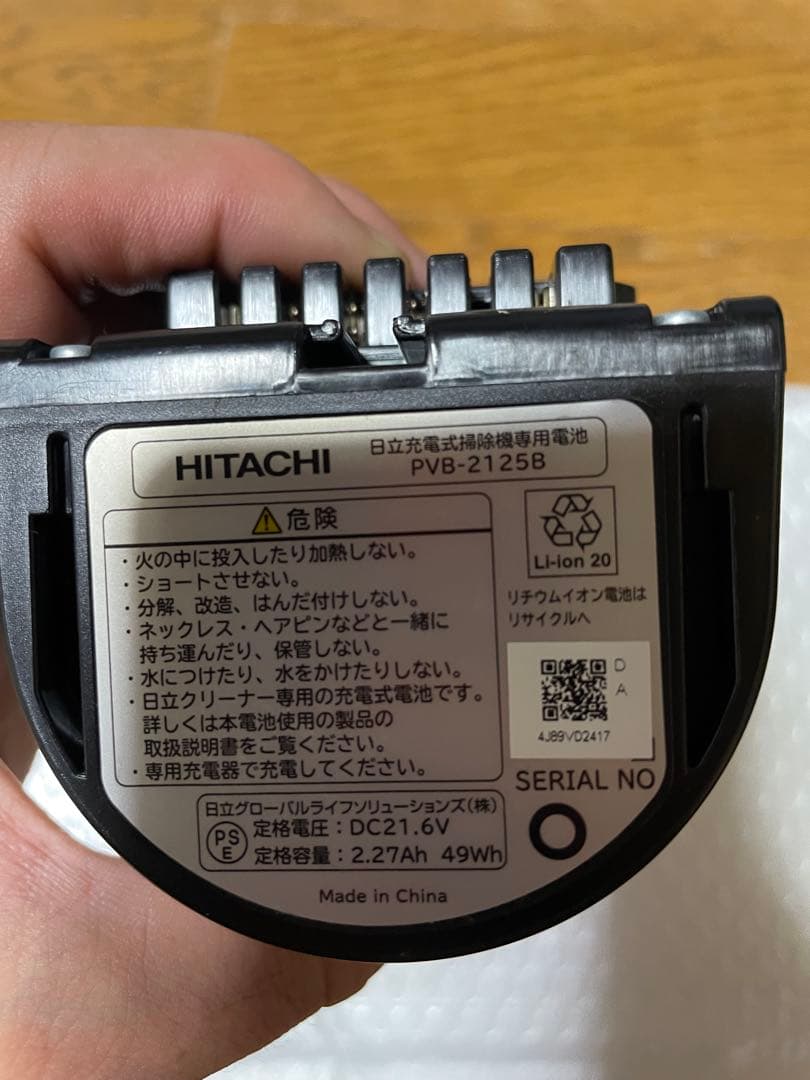 HITACHI
日立充電式掃除機専用電池
PVB-2125B
危険
・火の中に投入したり加熱しない。
・ショートさせない。
・分解、改造、はんだ付けしない。
・ネックレス・ヘアピンなどと一緒に
持ち運んだり、保管しない。
・水につけたり、水をかけたりしない。
・日立クリーナー専用の充電式電池です。
詳しくは本電池使用の製品の
取扱説明書をご覧ください。
・専用充電器で充電してください。
Li-ion 20
リチウムイオン電池は
リサイクルへ
D
A
4J89VD2417
SERIAL NO
日立グローバルライフソリューションズ(株)
PS
E
定格電圧：DC21.6V
定格容量：2.27Ah 49Wh
Made in China